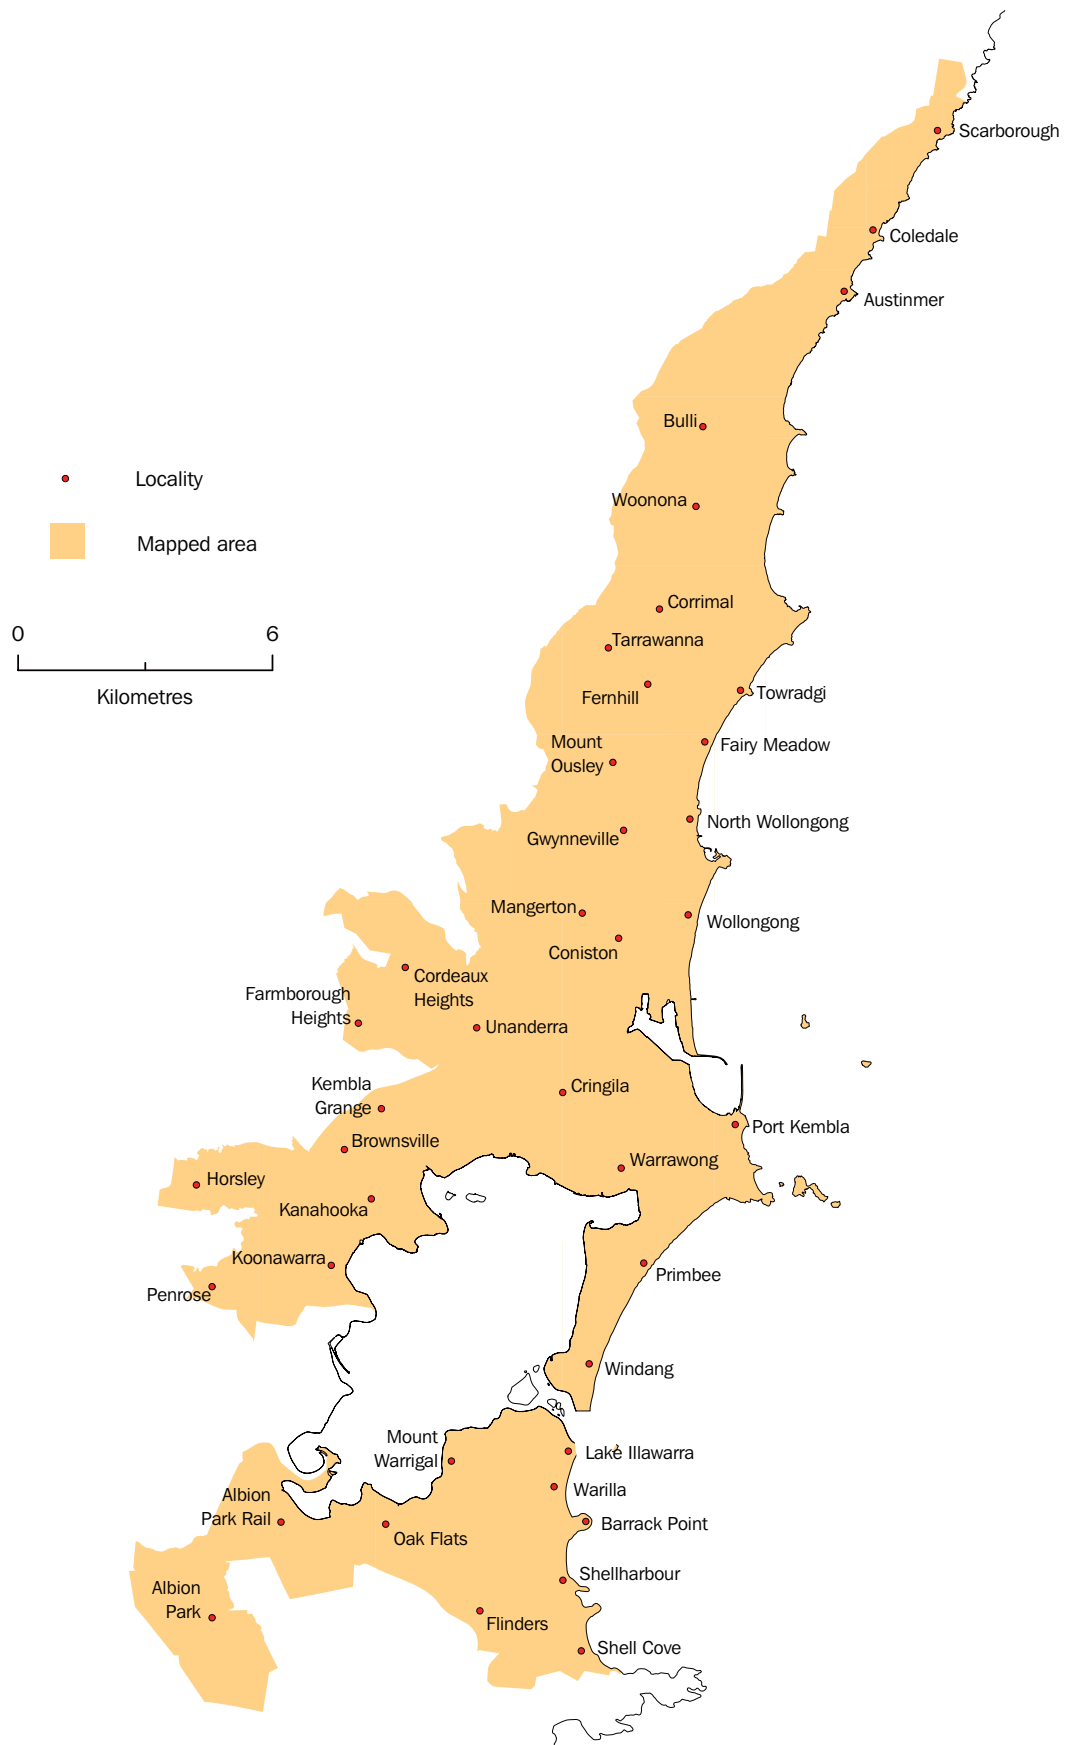 Scarborough
Coledale
Austinmer
Bulli
Locality
Woonona
Mapped area
Corrimal
0
6
Tarrawanna
Kilometres
Fernhill
Towradgi
Mount
Ousley
Fairy Meadow
North Wollongong
Gwynneville
Mangerton
Wollongong
Coniston
Cordeaux
Heights
Farmborough
Heights
Unanderra
Kembla
Grange
Cringila
Port Kembla
Brownsville
Warrawong
Horsley
Kanahooka
Koonawarra
Primbee
Penrose
Windang
Mount
Warrigal
Lake Illawarra
Warilla
Albion
Park Rail
Barrack Point
Oak Flats
Shellharbour
Albion
Park
Flinders
Shell Cove